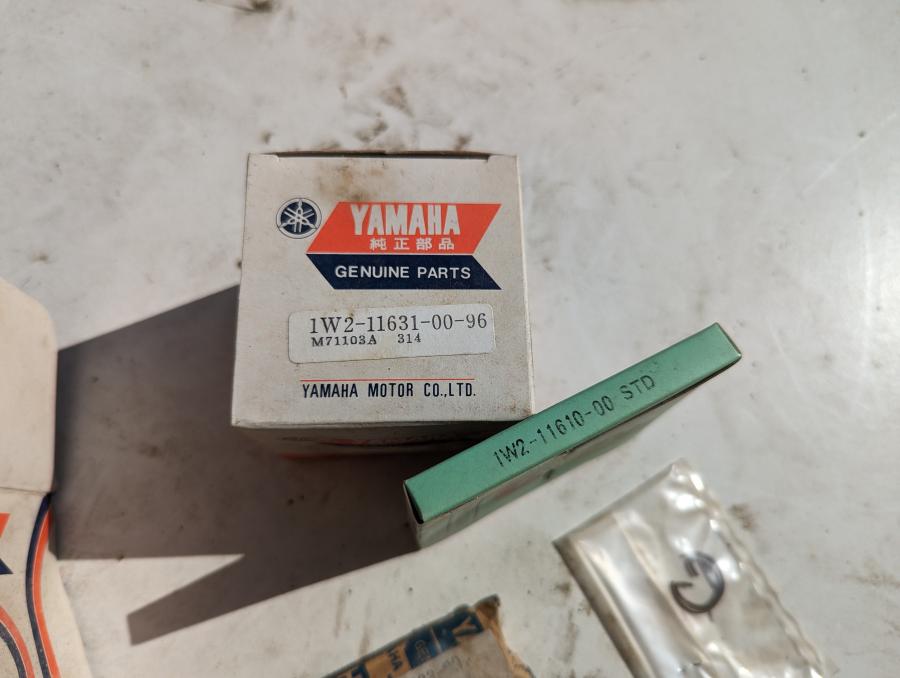 YAMAHA
純正部品
GENUINE PARTS
1W2-11631-00-96
M71103A 314
YAMAHA MOTOR CO.,LTD.
1W2-11610-00 STD